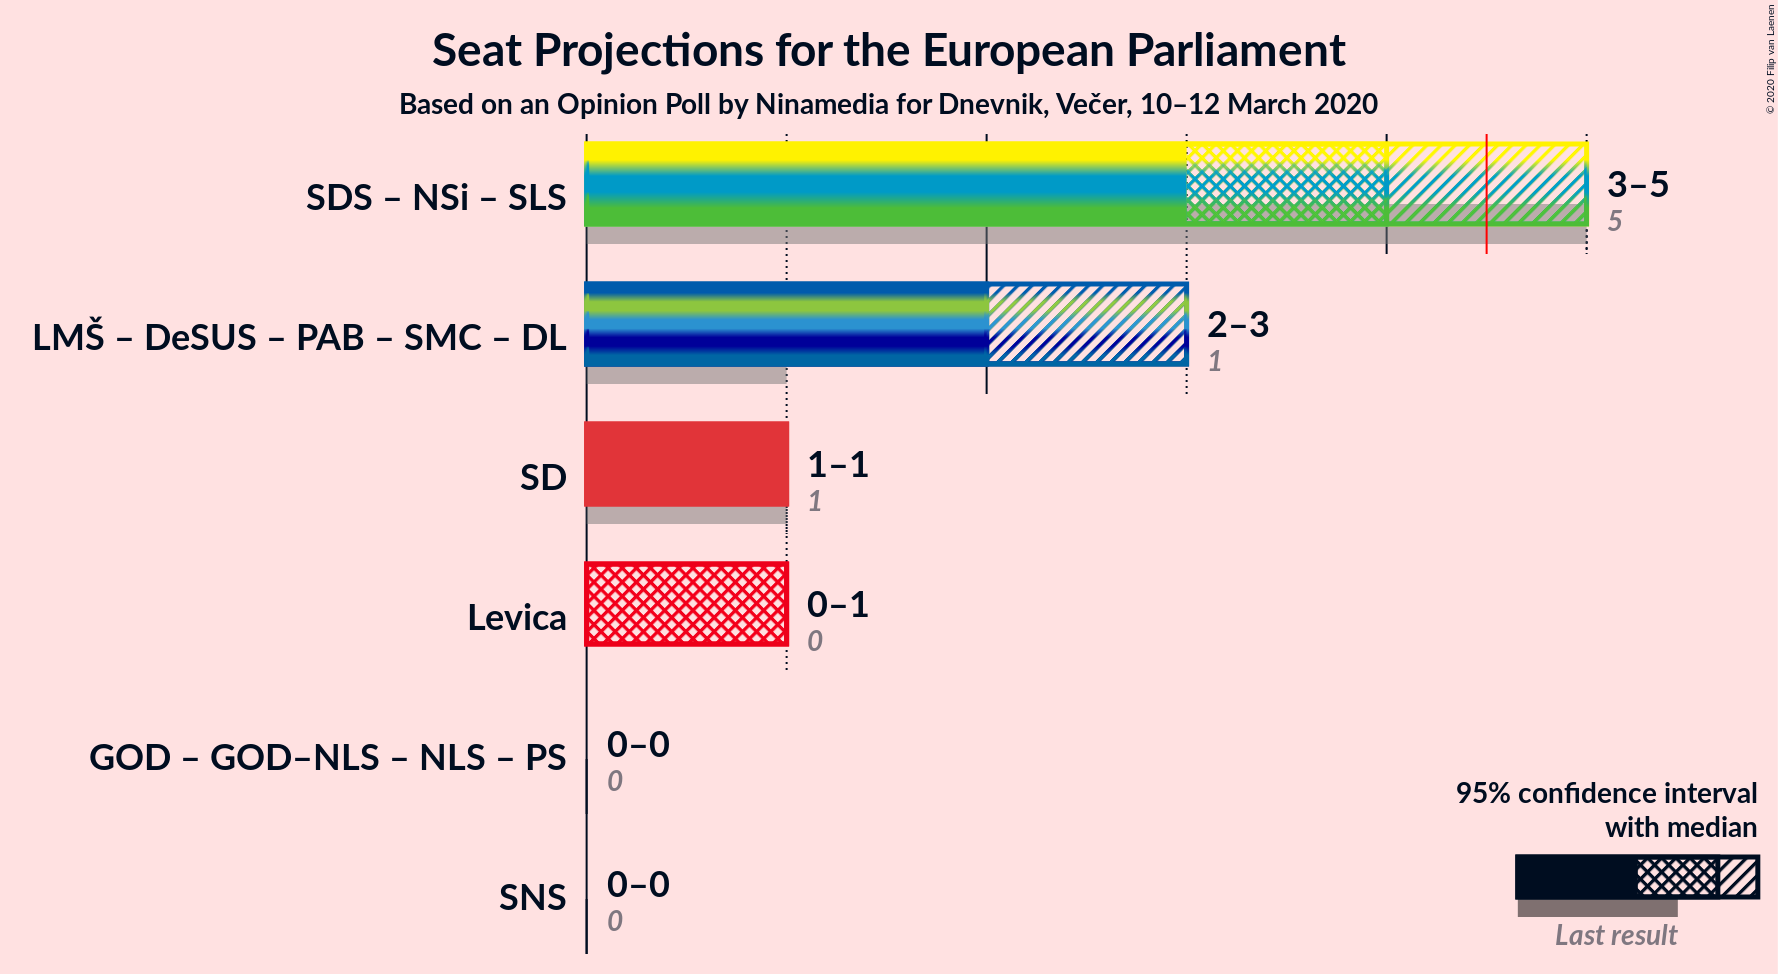 Seat Projections for the European Parliament
Based on an Opinion Poll by Ninamedia for Dnevnik, Večer, 10–12 March 2020
© 2020 Filip van Laenen
SDS – NSi – SLS
3–5
5
LMŠ – DeSUS – PAB – SMC – DL
2–3
1
SD
1–1
1
Levica
0–1
0
GOD – GOD–NLS – NLS – PS
0–0
0
SNS
0–0
0
95% confidence interval
with median
Last result